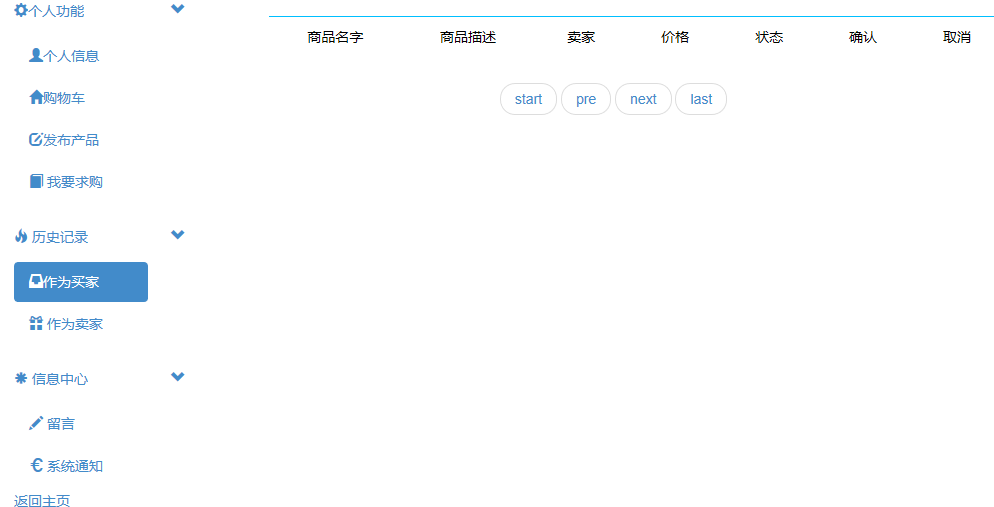 个人功能
个人信息
购物车
发布产品
我要求购
历史记录
作为买家
作为卖家
信息中心
留言
系统通知
返回主页
商品名字 商品描述 卖家 价格 状态 确认 取消
start pre next last